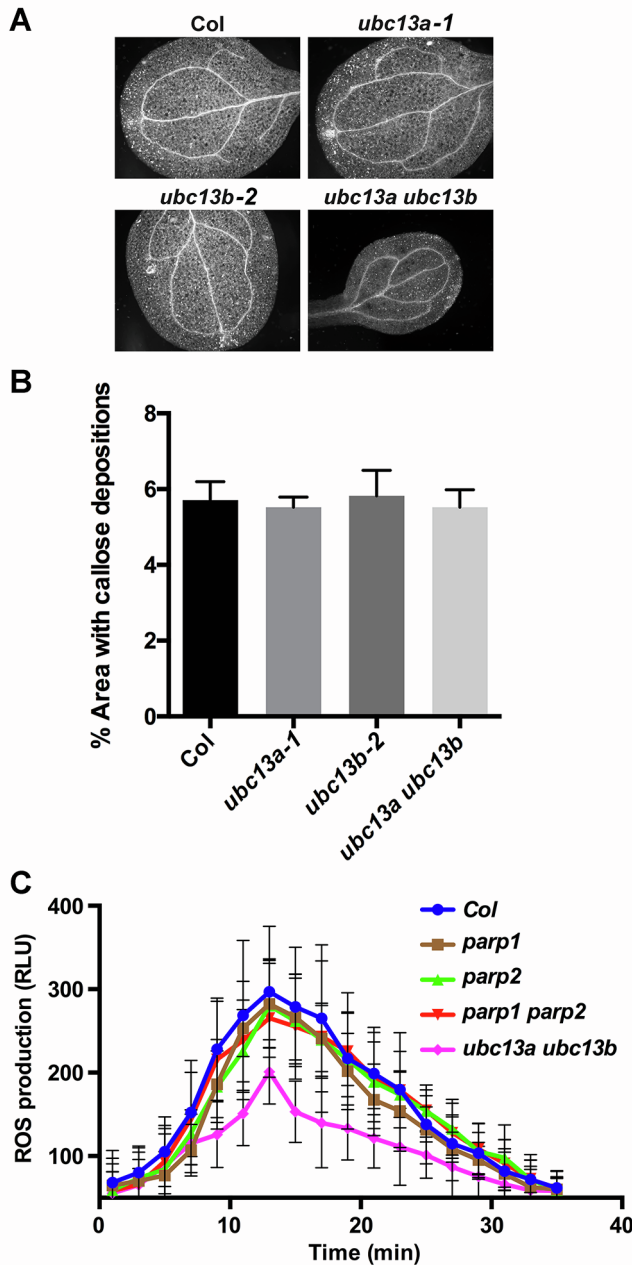 A
Col
ubc13a-1
ubc13b-2
ubc13a ubc13b
B
% Area with callose depositions
8
6
4
2
0
Col
ubc13a-1
ubc13b-2
ubc13a ubc13b
C
ROS production (RLU)
400
300
200
100
Col
parp1
parp2
parp1 parp2
ubc13a ubc13b
0
10
20
30
40
Time (min)